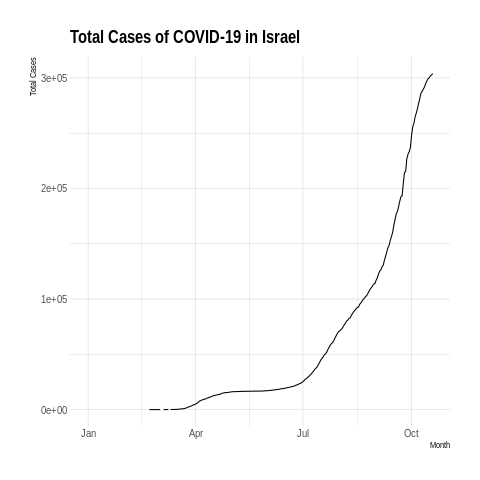 Total Cases of COVID-19 in Israel
Total Cases
3e+05
2e+05
1e+05
0e+00
Jan Apr Jul Oct
Month